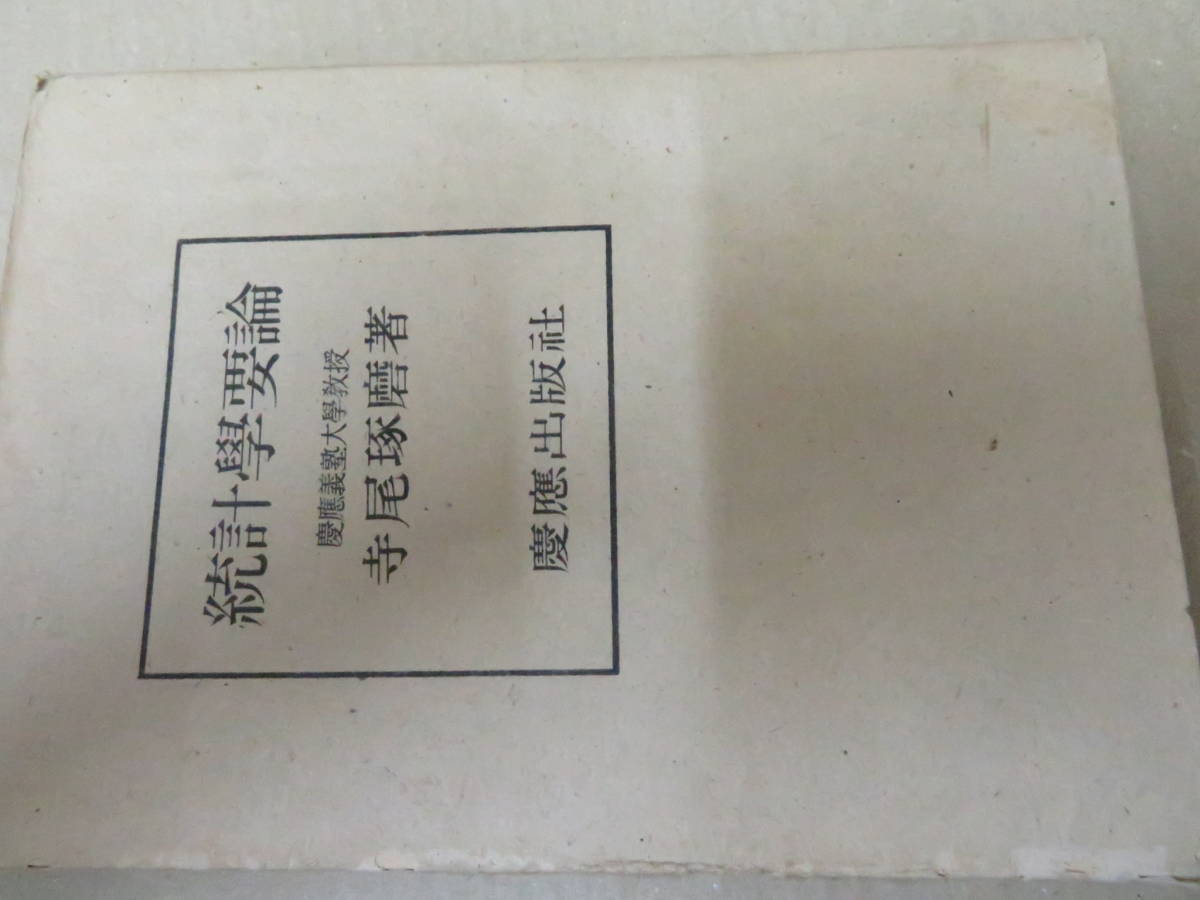 統計學要論
慶應義塾大學敎授
寺尾琢磨著
慶應出版社